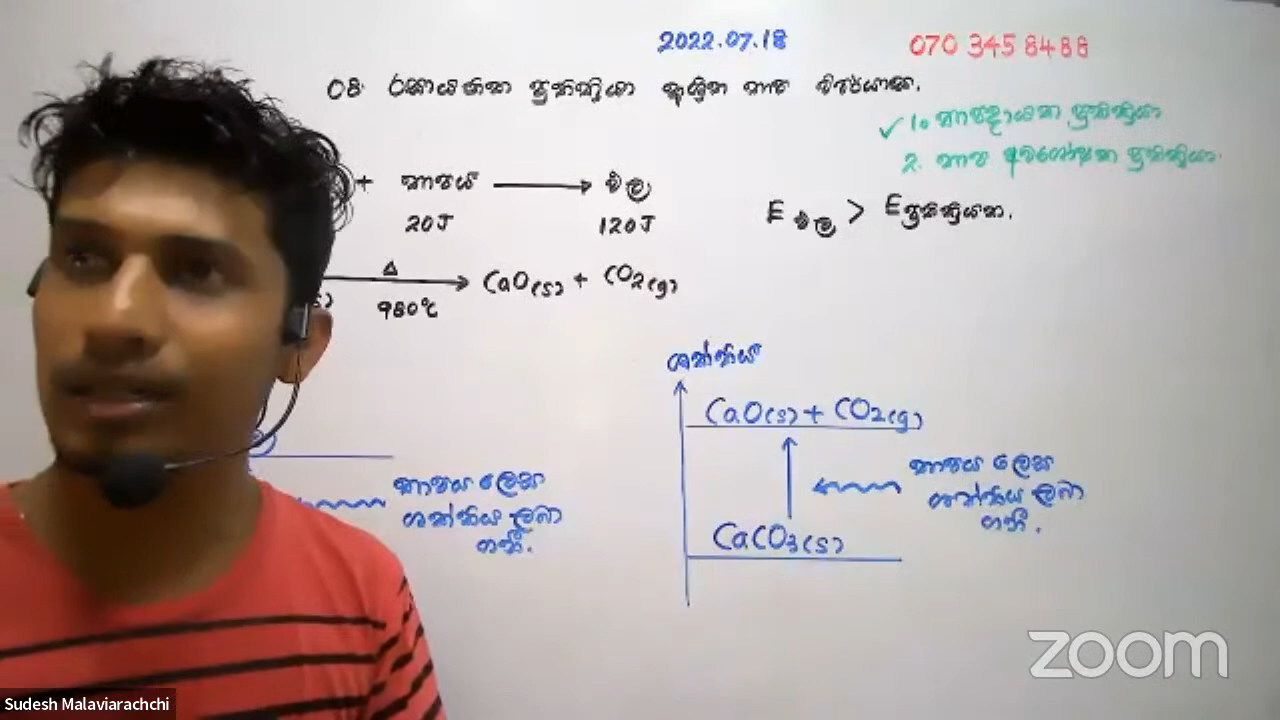 2022.07.18
070 345 8488
08. රසායනික ප්‍රතික්‍රියා ආශ්‍රිත තාප විපර්යාස.
✓ 1. තාපදායක ප්‍රතික්‍රියා
2. තාප අවශෝෂක ප්‍රතික්‍රියා.
+ තාපය ⟶ ඵල
20J 120J
E ඵල > E ප්‍රතික්‍රියක.
Δ
⟶ CaO(s) + CO2(g)
980℃
ශක්තිය
CaO(s) + CO2(g)
තාපය ලෙස
ශක්තිය ලබා
ගනී.
CaCO3(s)
තාපය ලෙස
ශක්තිය ලබා
ගනී.
zoom
Sudesh Malaviarachchi